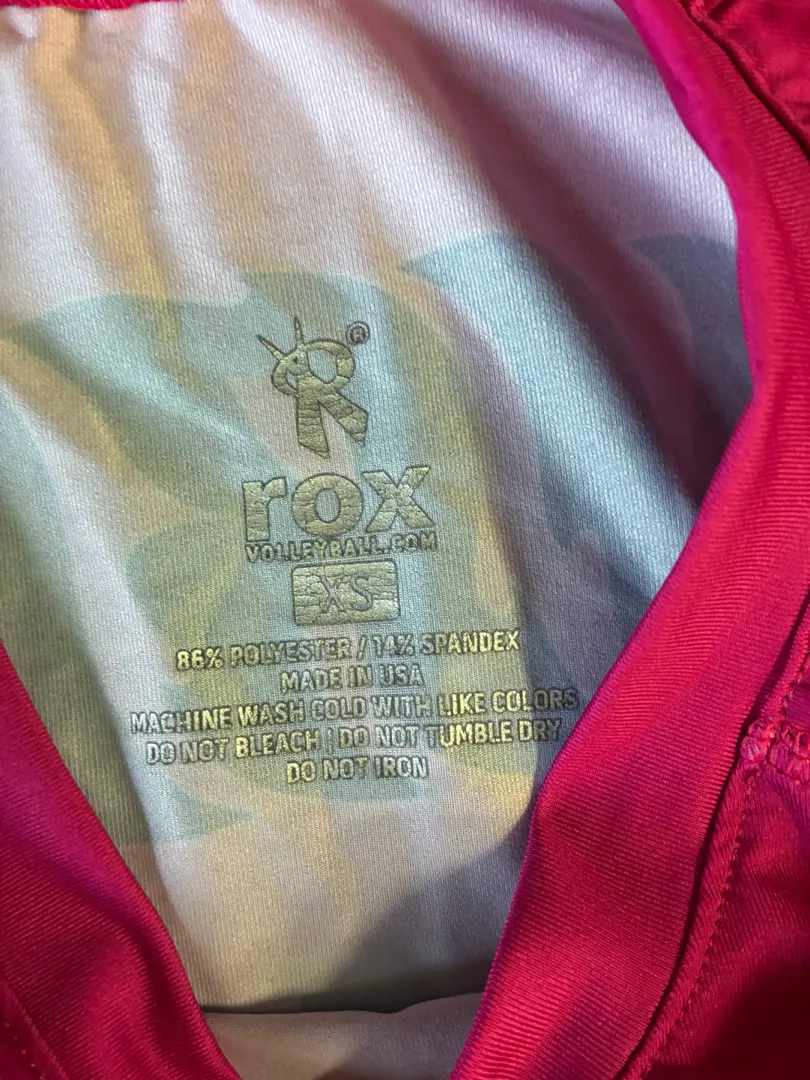 R®
rox
VOLLEYBALL.COM
XS
86% POLYESTER / 14% SPANDEX
MADE IN USA
MACHINE WASH COLD WITH LIKE COLORS
DO NOT BLEACH | DO NOT TUMBLE DRY
DO NOT IRON